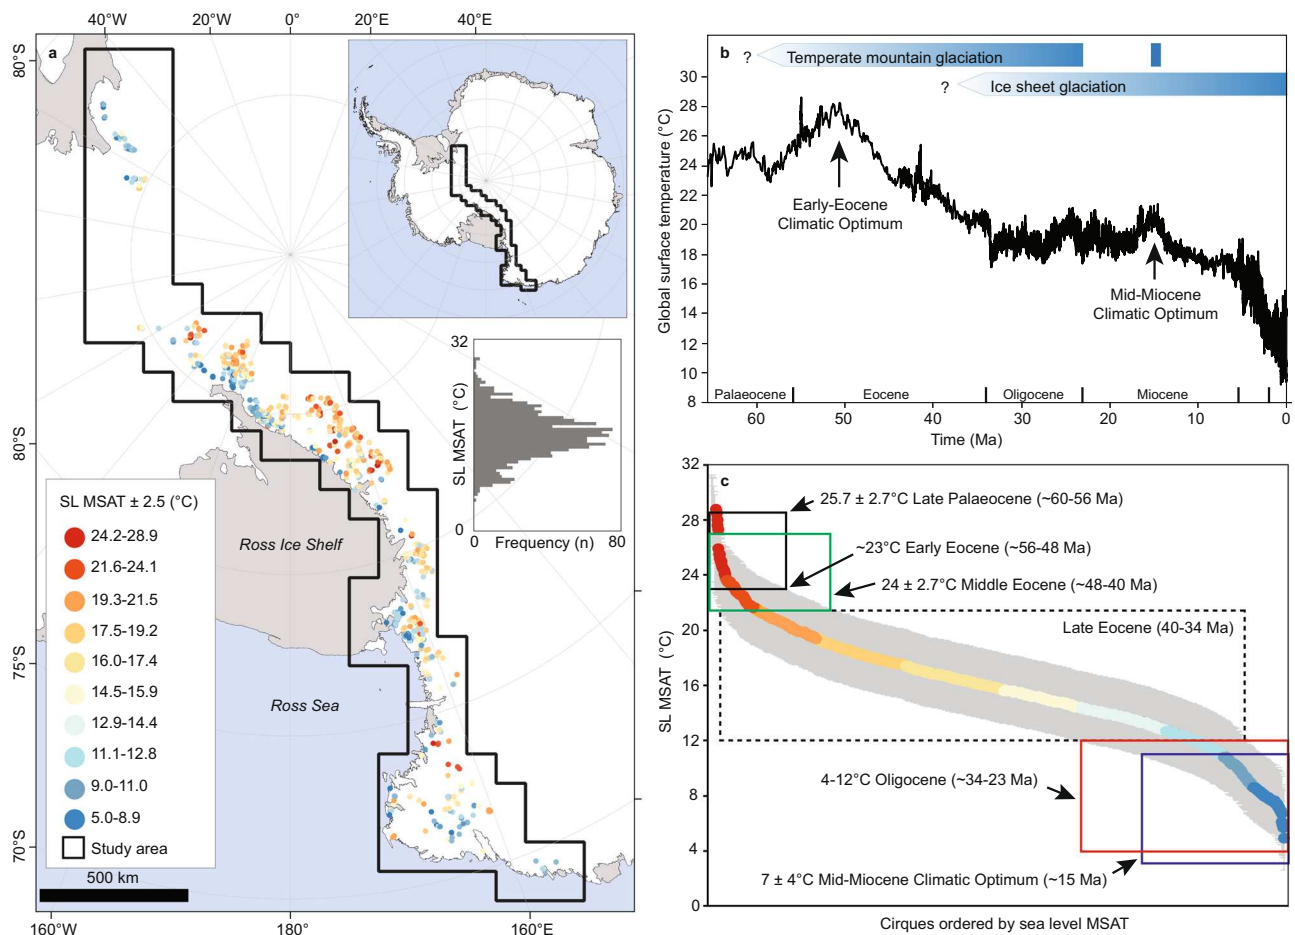 40°W
20°W
0°
20°E
40°E
80°S
80°S
75°S
70°S
160°W
180°
160°E
a
Ross Ice Shelf
Ross Sea
SL MSAT ± 2.5 (°C)
24.2-28.9
21.6-24.1
19.3-21.5
17.5-19.2
16.0-17.4
14.5-15.9
12.9-14.4
11.1-12.8
9.0-11.0
5.0-8.9
Study area
500 km
32
SL MSAT (°C)
0
0
Frequency (n)
80
b
? Temperate mountain glaciation
? Ice sheet glaciation
Global surface temperature (°C)
30
28
26
24
22
20
18
16
14
12
10
8
Early-Eocene
Climatic Optimum
Mid-Miocene
Climatic Optimum
Palaeocene
Eocene
Oligocene
Miocene
60
50
40
30
20
10
0
Time (Ma)
c
SL MSAT (°C)
32
28
24
20
16
12
8
4
0
25.7 ± 2.7°C Late Palaeocene (~60-56 Ma)
~23°C Early Eocene (~56-48 Ma)
24 ± 2.7°C Middle Eocene (~48-40 Ma)
Late Eocene (40-34 Ma)
4-12°C Oligocene (~34-23 Ma)
7 ± 4°C Mid-Miocene Climatic Optimum (~15 Ma)
Cirques ordered by sea level MSAT